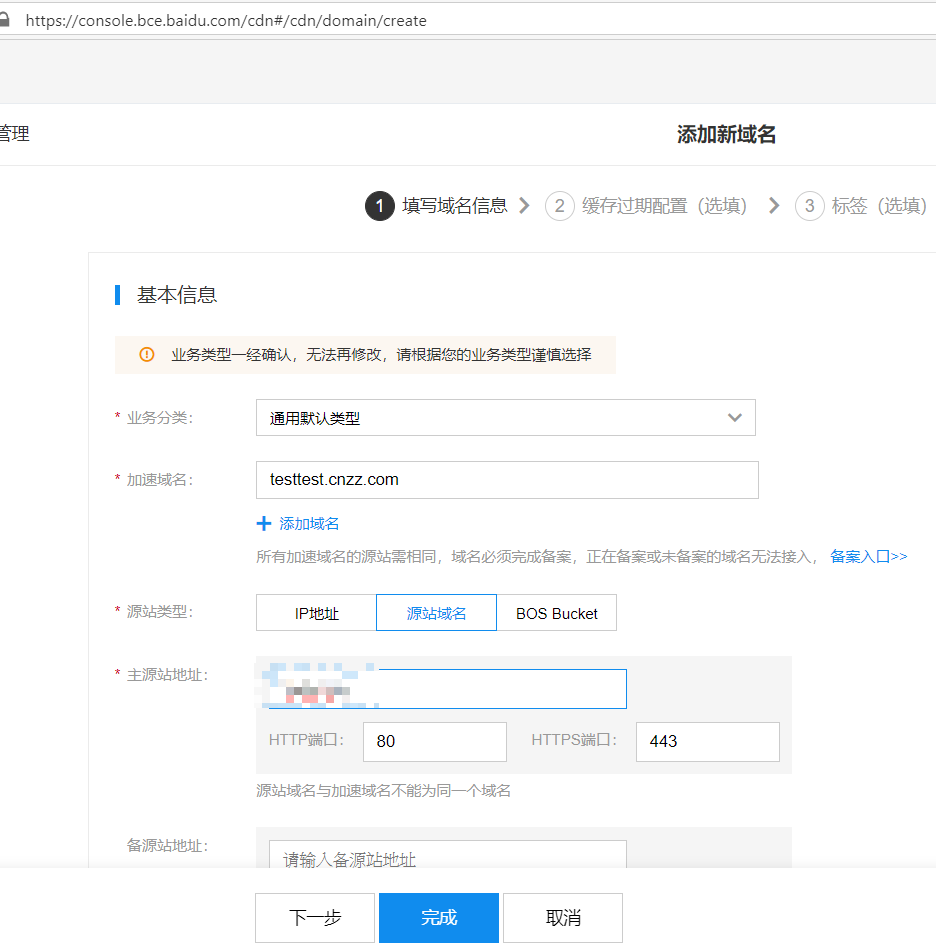 https://console.bce.baidu.com/cdn#/cdn/domain/create
管理
添加新域名
1 填写域名信息 2 缓存过期配置（选填） 3 标签（选填）
基本信息
业务类型一经确认，无法再修改，请根据您的业务类型谨慎选择
* 业务分类： 通用默认类型
* 加速域名： testtest.cnzz.com
+ 添加域名
所有加速域名的源站需相同，域名必须完成备案，正在备案或未备案的域名无法接入， 备案入口>>
* 源站类型： IP地址 源站域名 BOS Bucket
* 主源站地址：
HTTP端口： 80 HTTPS端口： 443
源站域名与加速域名不能为同一个域名
备源站地址： 请输入备源站地址
下一步 完成 取消